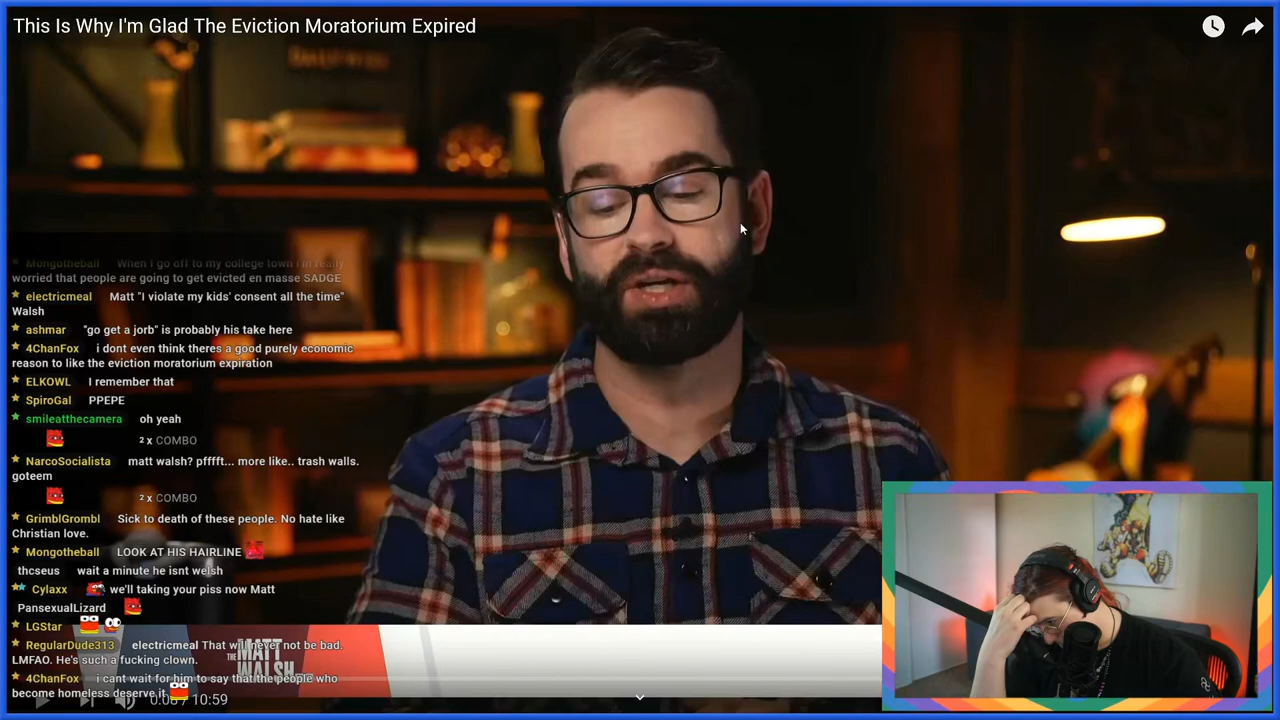 This Is Why I'm Glad The Eviction Moratorium Expired
Mongotheball When I go off to my college town i'm really
worried that people are going to get evicted en masse SADGE
electricmeal Matt "I violate my kids' consent all the time"
Walsh
ashmar "go get a jorb" is probably his take here
4ChanFox i dont even think theres a good purely economic
reason to like the eviction moratorium expiration
ELKOWL I remember that
SpiroGal PPEPE
smileatthecamera oh yeah
2 x COMBO
NarcoSocialista matt walsh? pfffft... more like.. trash walls.
goteem
2 x COMBO
GrimblGrombl Sick to death of these people. No hate like
Christian love.
Mongotheball LOOK AT HIS HAIRLINE
thcseus wait a minute he isnt welsh
Cylaxx we'll taking your piss now Matt
PansexualLizard
LGStar
RegularDude313 electricmeal That will never not be bad.
LMFAO. He's such a fucking clown.
4ChanFox i cant wait for him to say that the people who
become homeless deserve it
THE MATT
WALSH
0:08 / 10:59